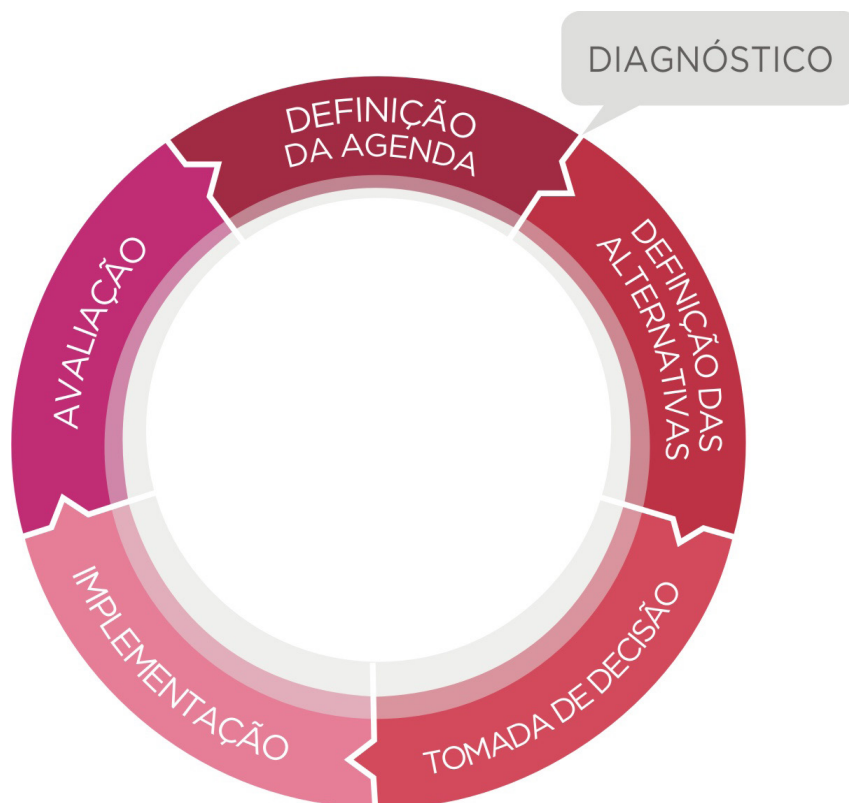 DIAGNÓSTICO
DEFINIÇÃO
DA AGENDA
DEFINIÇÃO DAS
ALTERNATIVAS
TOMADA DE DECISÃO
IMPLEMENTAÇÃO
AVALIAÇÃO